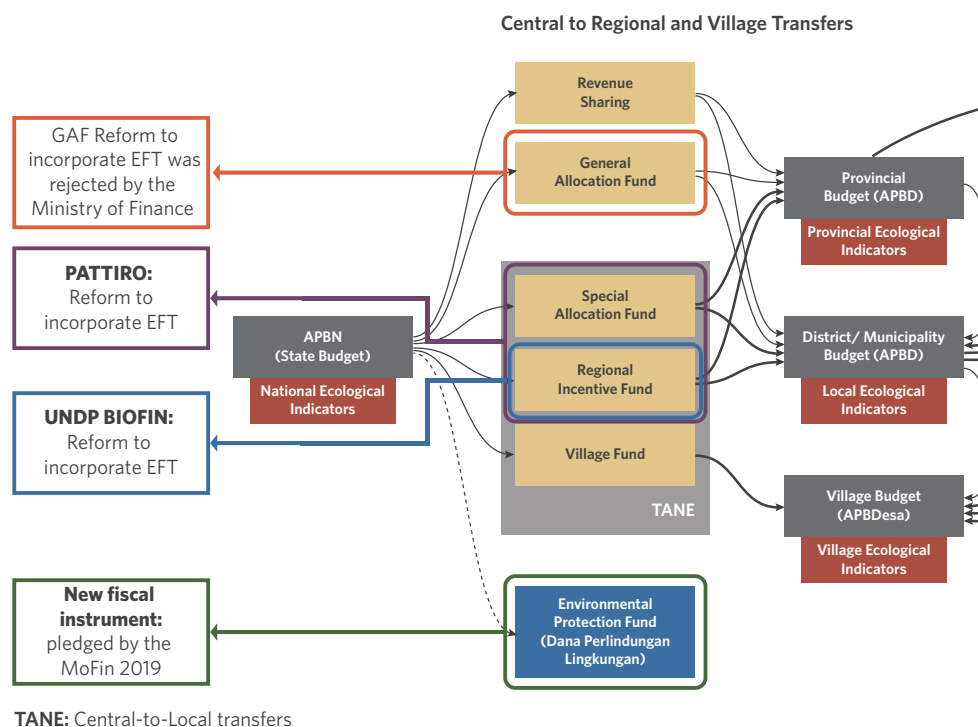 Central to Regional and Village Transfers
GAF Reform to
incorporate EFT was
rejected by the
Ministry of Finance
PATTIRO:
Reform to
incorporate EFT
UNDP BIOFIN:
Reform to
incorporate EFT
New fiscal
instrument:
pledged by the
MoFin 2019
APBN
(State Budget)
National Ecological
Indicators
Revenue
Sharing
General
Allocation Fund
Special
Allocation Fund
Regional
Incentive Fund
Village Fund
TANE
Environmental
Protection Fund
(Dana Perlindungan
Lingkungan)
Provincial
Budget (APBD)
Provincial Ecological
Indicators
District/ Municipality
Budget (APBD)
Local Ecological
Indicators
Village Budget
(APBDesa)
Village Ecological
Indicators
TANE: Central-to-Local transfers